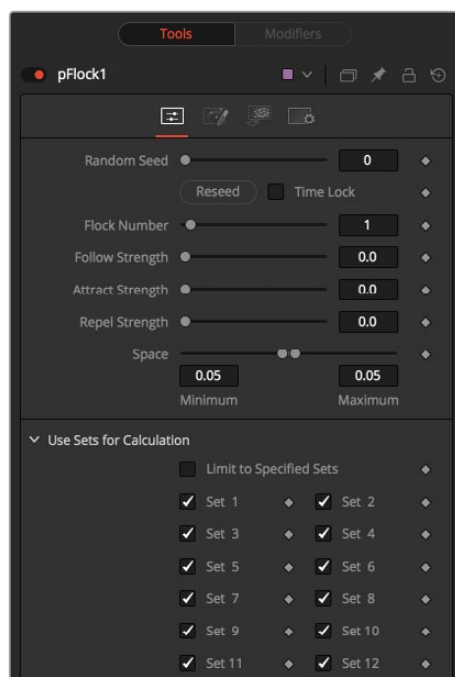 Tools Modifiers
pFlock1
Random Seed 0
Reseed Time Lock
Flock Number 1
Follow Strength 0.0
Attract Strength 0.0
Repel Strength 0.0
Space
0.05 0.05
Minimum Maximum
Use Sets for Calculation
Limit to Specified Sets
Set 1 Set 2
Set 3 Set 4
Set 5 Set 6
Set 7 Set 8
Set 9 Set 10
Set 11 Set 12